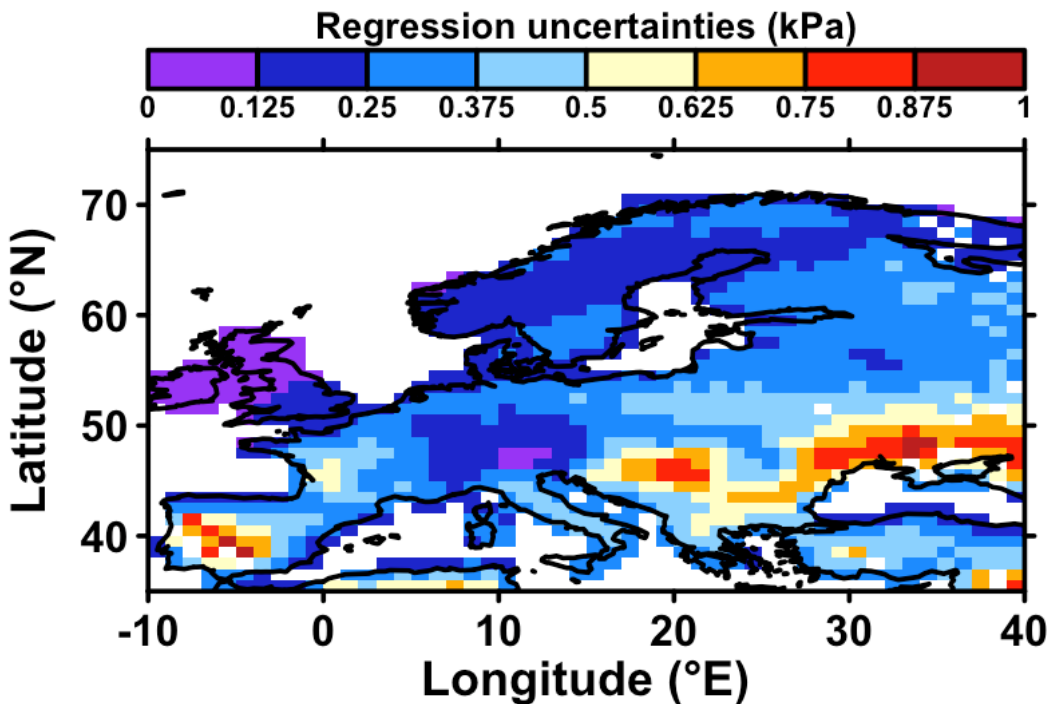 Regression uncertainties (kPa)
0 0.125 0.25 0.375 0.5 0.625 0.75 0.875 1
70
60
50
40
Latitude (°N)
-10 0 10 20 30 40
Longitude (°E)